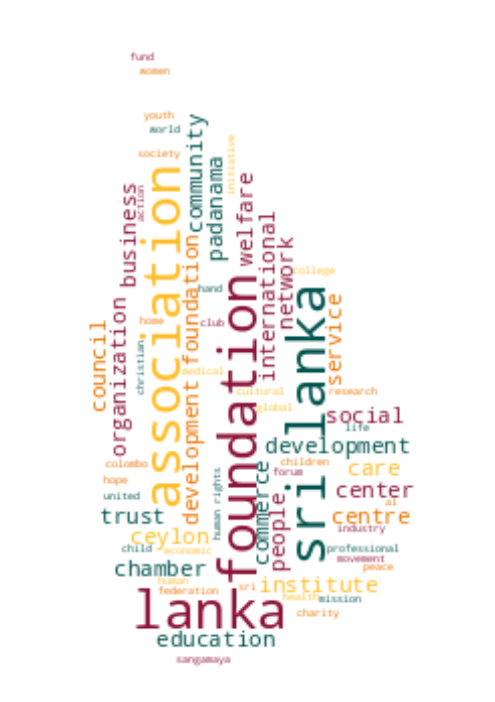 fund
women
youth
world
community
society
initiative
association
padanama
welfare
business
action
international
network
development foundation
college
foundation
hand
sri lanka
service
organization
council
home
club
christian
medical
cultural
research
global
social
life
development
commerce
children
colombo
care
forum
human rights
hope
center
people
united
al
trust
centre
industry
ceylon
child
economic
professional
movement
chamber
peace
human
federation
sri
institute
health
mission
lanka
charity
education
sangamaya